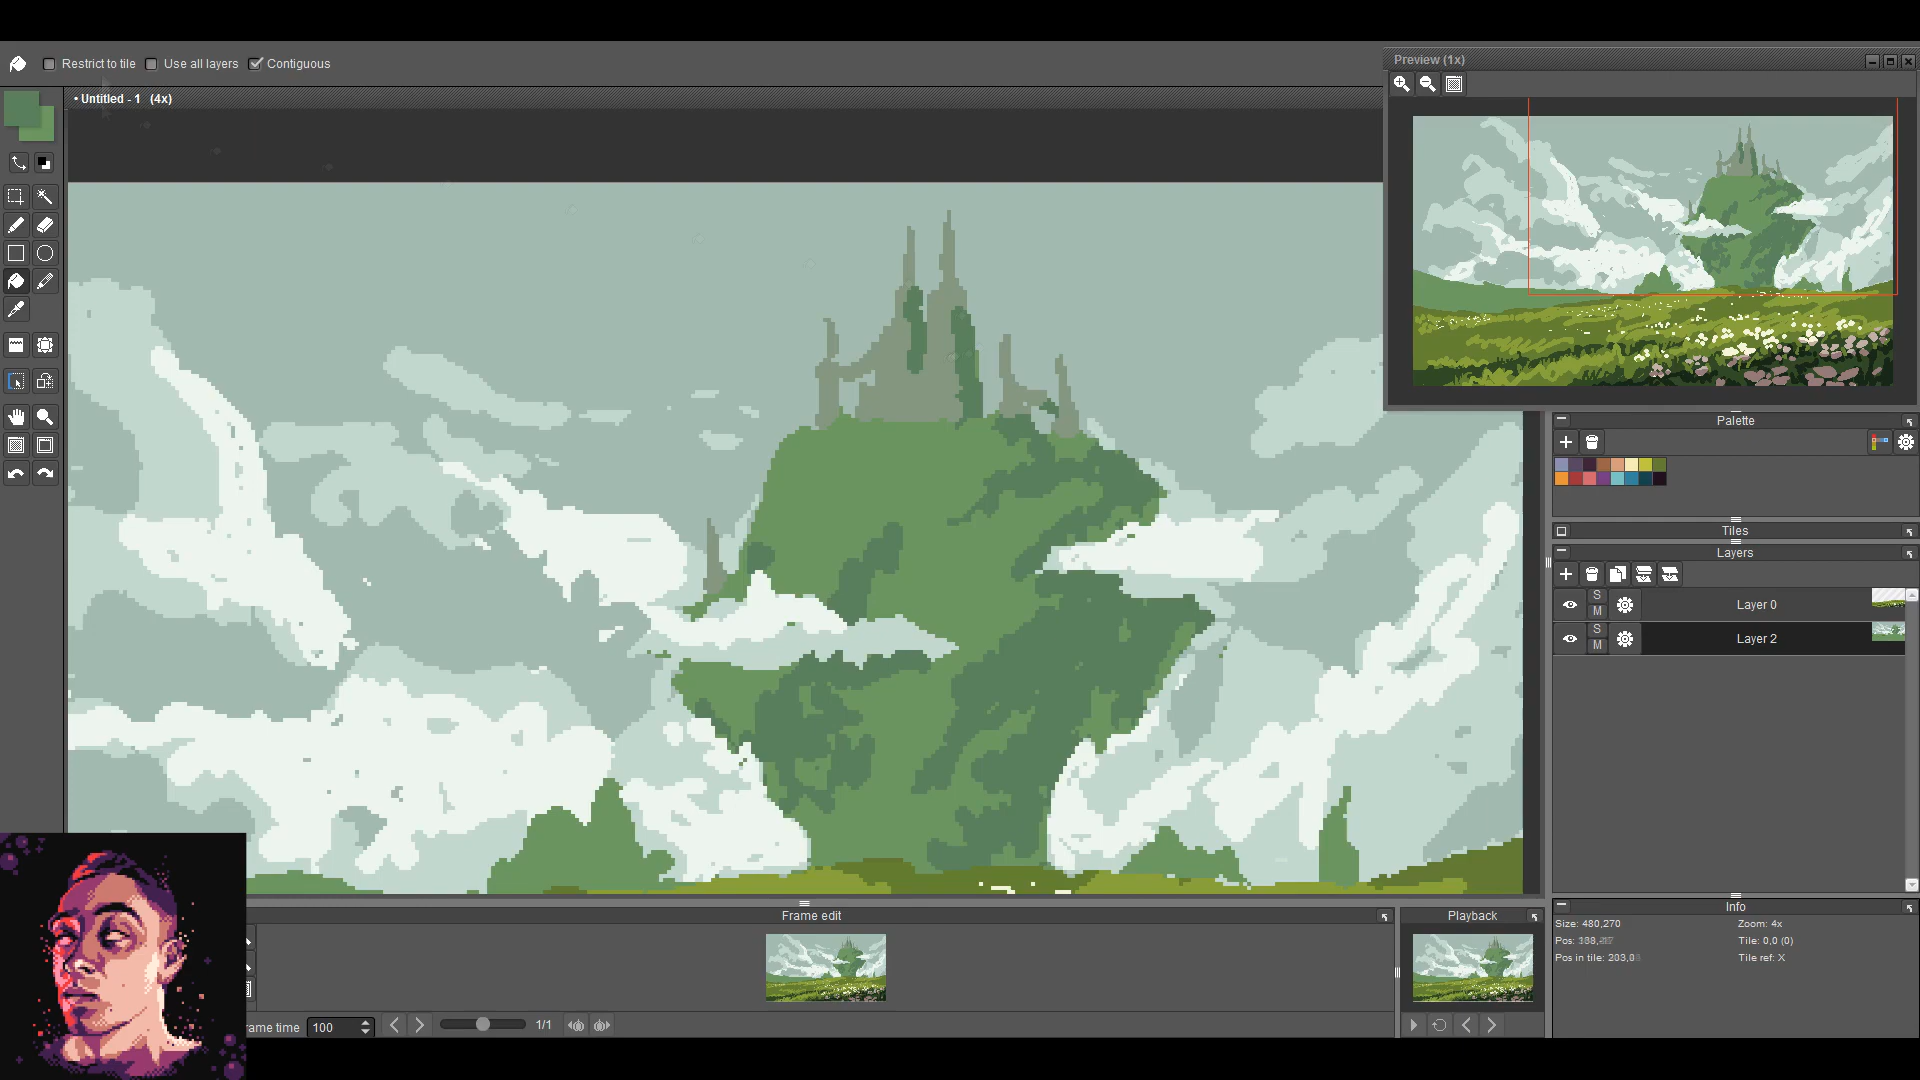 Restrict to tile Use all layers Contiguous
Preview (1x)
• Untitled - 1 (4x)
Palette
Tiles
Layers
S
M
Layer 0
S
M
Layer 2
Frame edit
Playback
Info
Size: 480,270 Zoom: 4x
Pos: Tile: 0,0 (0)
Pos in tile: Tile ref: X
ame time 100 1/1